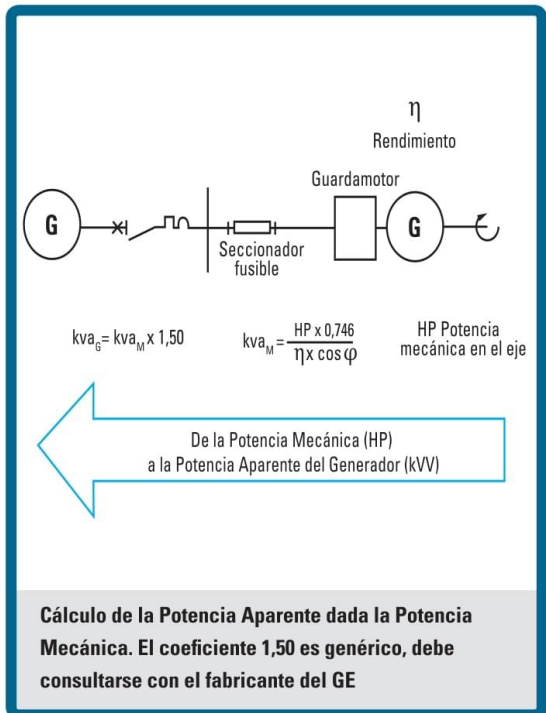 η
Rendimiento
Guardamotor
G
G
Seccionador
fusible
kva_G = kva_M x 1,50
kva_M = HP x 0,746 / η x cos φ
HP Potencia
mecánica en el eje
De la Potencia Mecánica (HP)
a la Potencia Aparente del Generador (kVV)
Cálculo de la Potencia Aparente dada la Potencia
Mecánica. El coeficiente 1,50 es genérico, debe
consultarse con el fabricante del GE